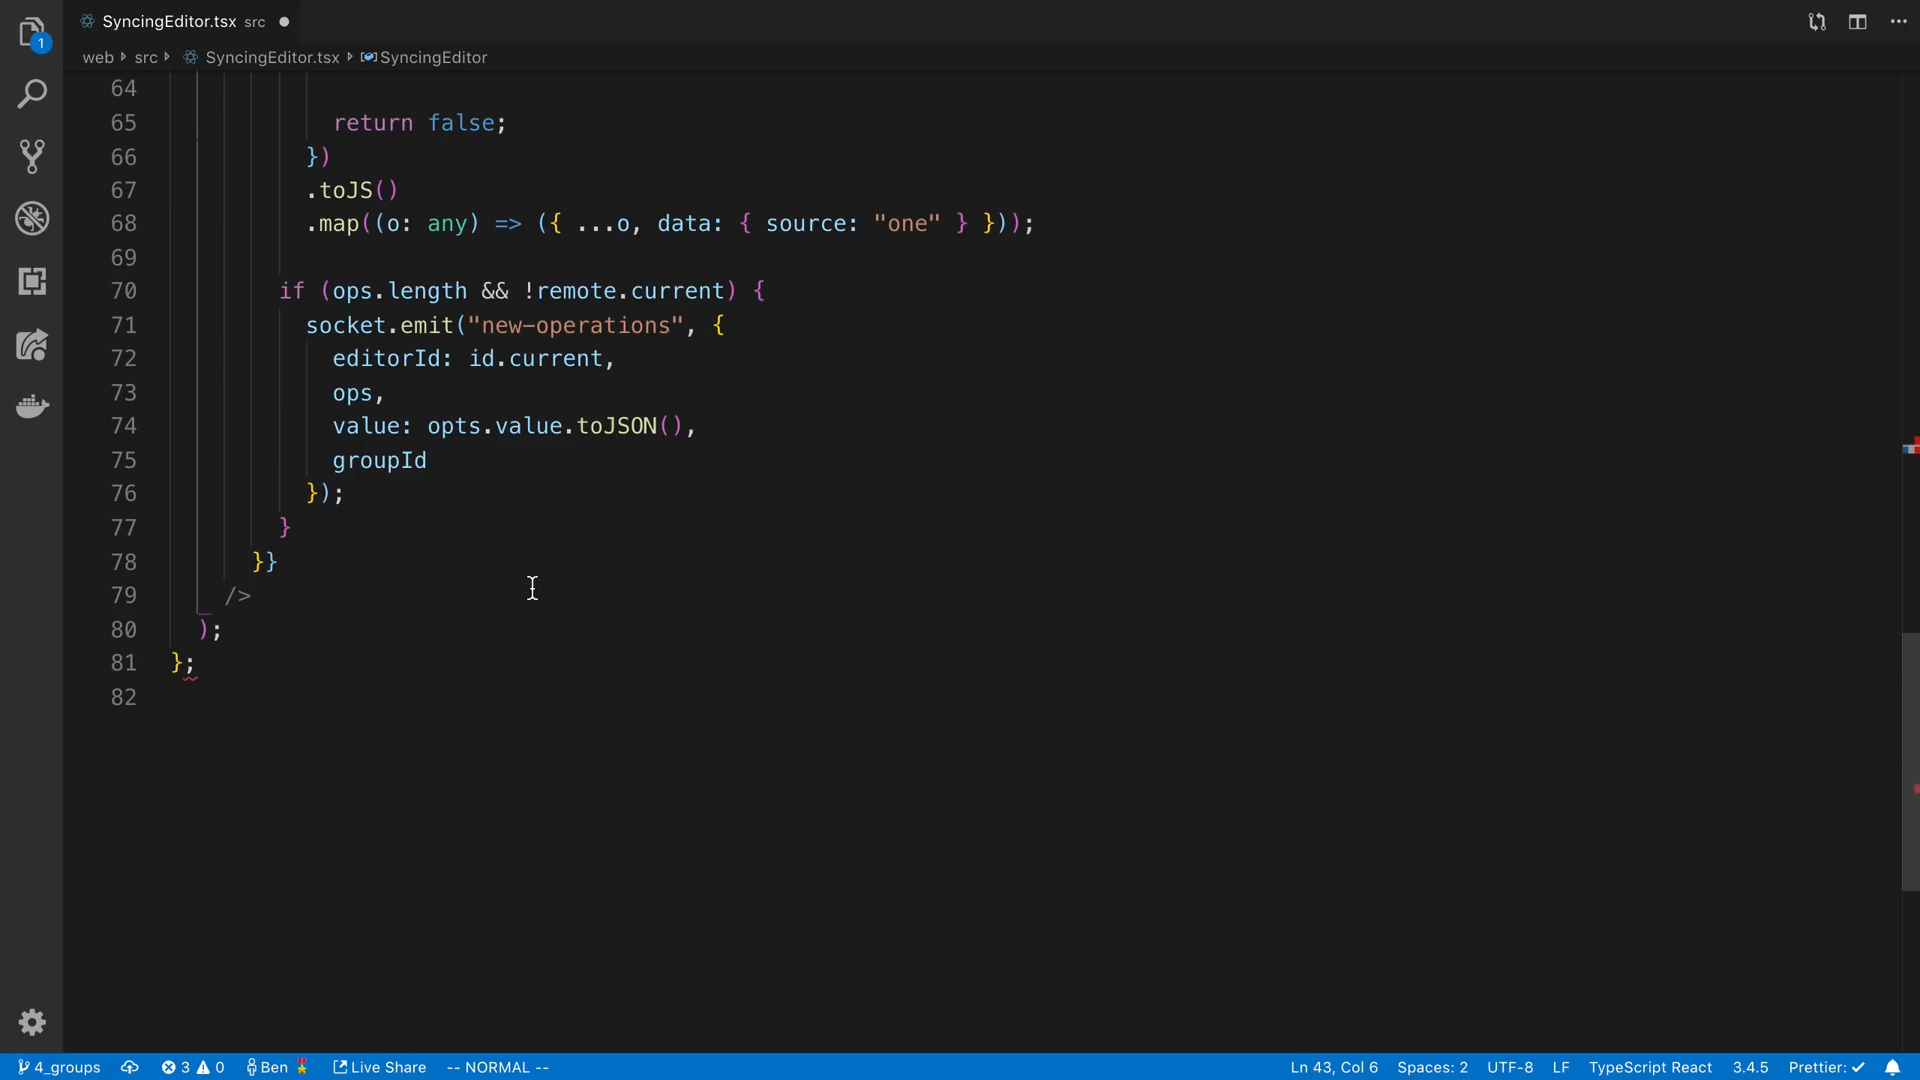 SyncingEditor.tsx src
web src SyncingEditor.tsx SyncingEditor
1
64
65 return false;
66 })
67 .toJS()
68 .map((o: any) => ({ ...o, data: { source: "one" } }));
69
70 if (ops.length && !remote.current) {
71 socket.emit("new-operations", {
72 editorId: id.current,
73 ops,
74 value: opts.value.toJSON(),
75 groupId
76 });
77 }
78 }}
79 />
80 );
81 };
82
4_groups 3 0 Ben Live Share -- NORMAL -- Ln 43, Col 6 Spaces: 2 UTF-8 LF TypeScript React 3.4.5 Prettier: ✓